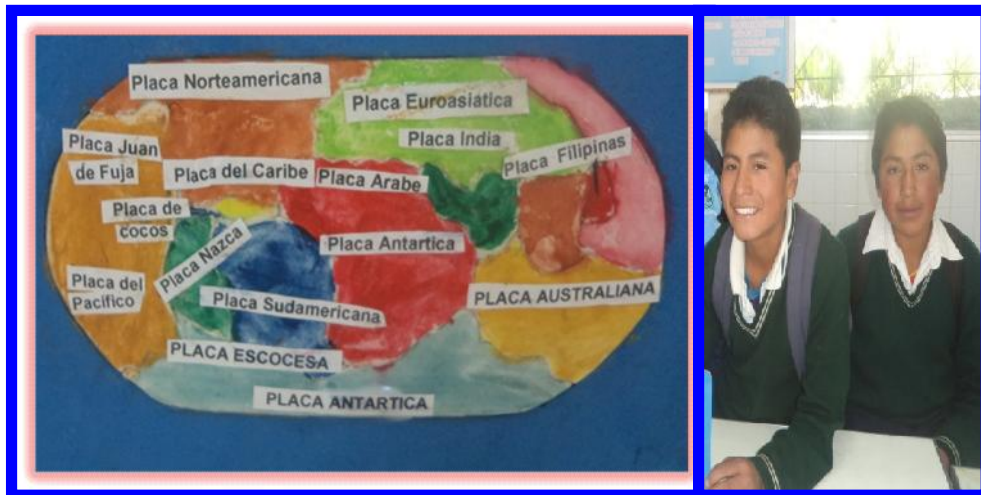 Placa Norteamericana
Placa Euroasiática
Placa India
Placa Juan
de Fuja
Placa del Caribe
Placa Arabe
Placa Filipinas
Placa de
cocos
Placa Nazca
Placa Antartica
Placa del
Pacifico
Placa Sudamericana
PLACA AUSTRALIANA
PLACA ESCOCESA
PLACA ANTARTICA